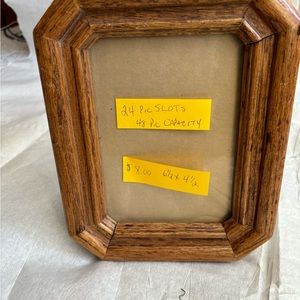 24 Pic SLOTS
48 Pic CAPACITY
$8.00 6½ x 4½